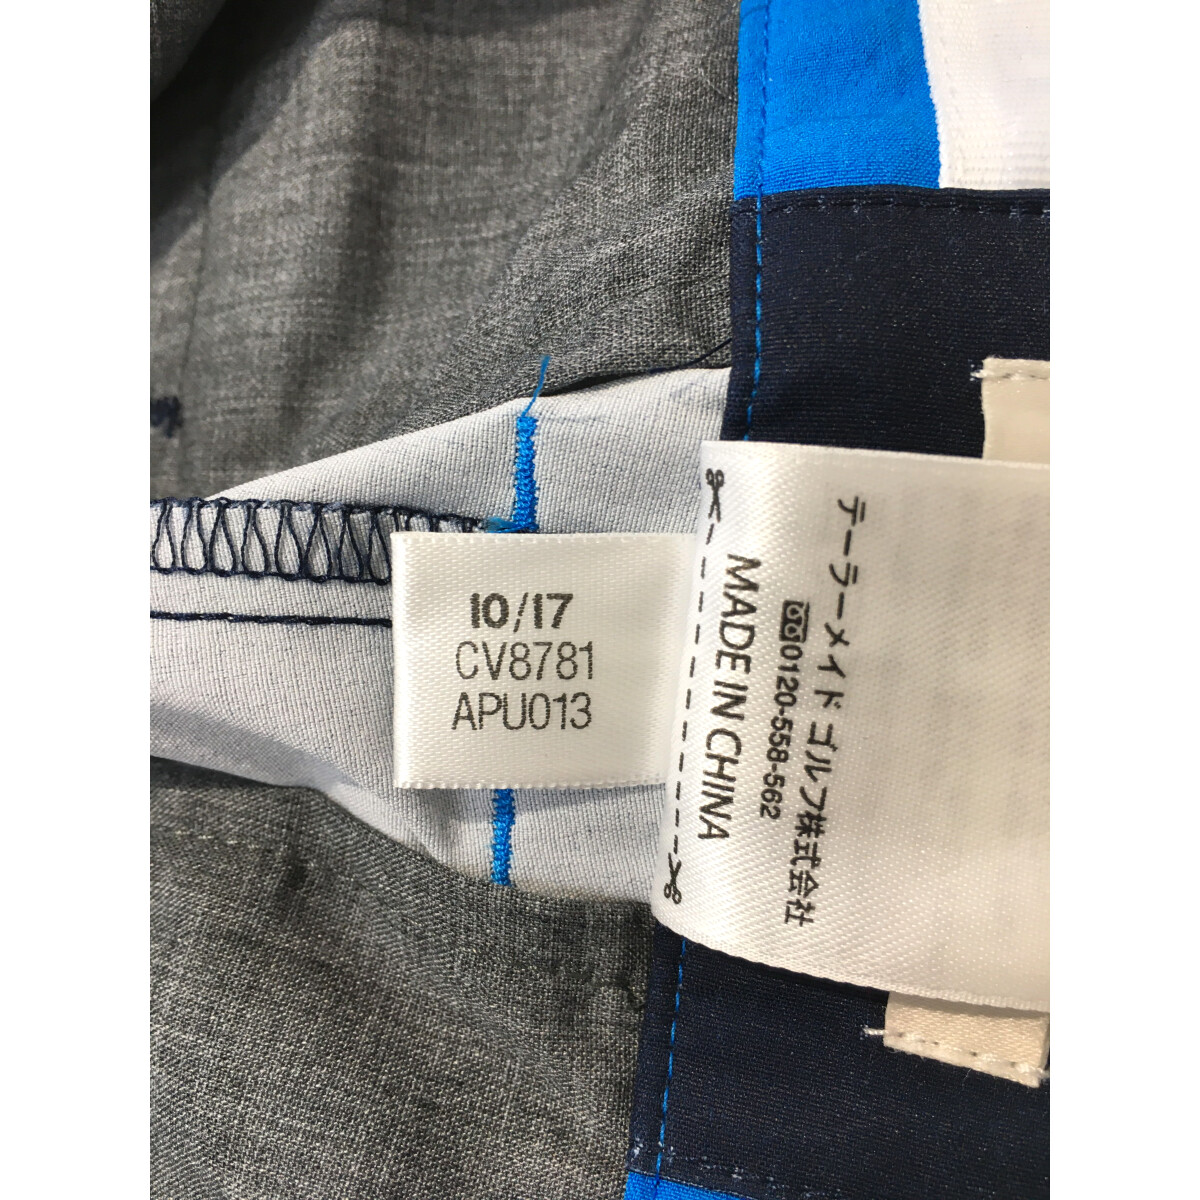 10/17
CV8781
APU013
テーラーメイド ゴルフ株式会社
0120-558-562
MADE IN CHINA